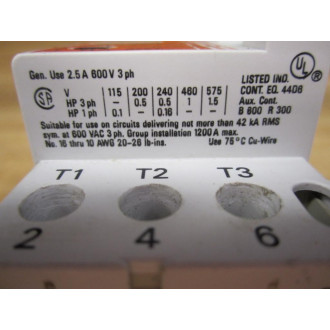 Gen. Use 2.5 A 600 V 3 ph
V 115 200 240 460 575
HP 3 ph – 0.5 0.5 1 1.5
HP 1 ph 0.1 – 0.16 – –
LISTED IND.
CONT. EQ. 44D6
Aux. Cont.
B 600 R 300
Suitable for use on circuits delivering not more than 42 kA RMS
sym. at 600 VAC 3 ph. Group installation 1200 A max.
No. 16 thru 10 AWG 20-26 lb-ins. Use 75°C Cu-Wire
T1 T2 T3
2 4 6